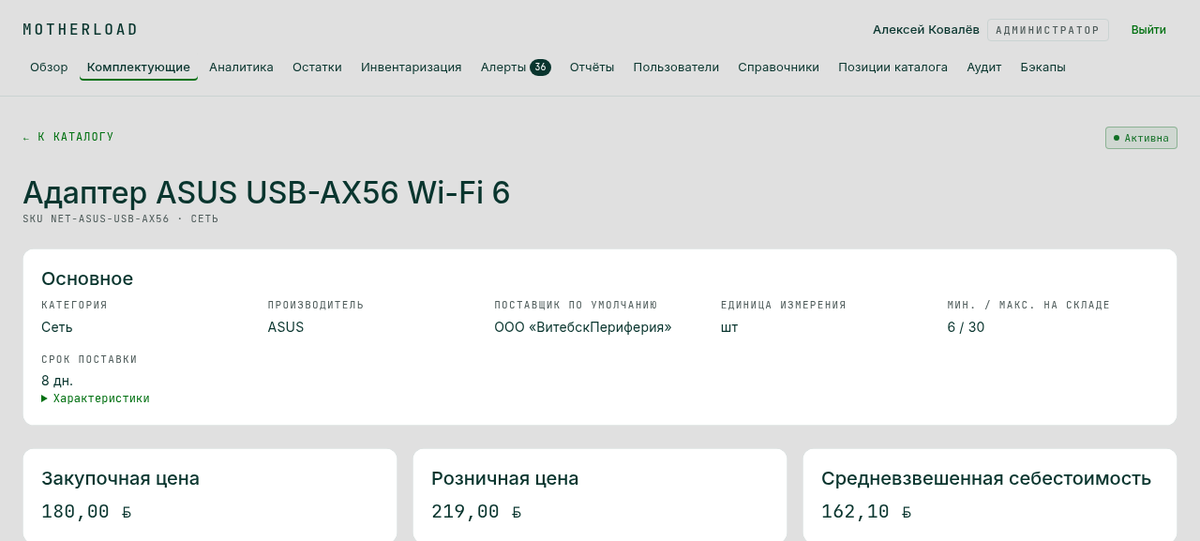 MOTHERLOAD
Алексей Ковалёв АДМИНИСТРАТОР Выйти
Обзор Комплектующие Аналитика Остатки Инвентаризация Алерты 36 Отчёты Пользователи Справочники Позиции каталога Аудит Бэкапы
← К КАТАЛОГУ
Активна
Адаптер ASUS USB-AX56 Wi-Fi 6
SKU NET-ASUS-USB-AX56 · СЕТЬ
Основное
КАТЕГОРИЯ ПРОИЗВОДИТЕЛЬ ПОСТАВЩИК ПО УМОЛЧАНИЮ ЕДИНИЦА ИЗМЕРЕНИЯ МИН. / МАКС. НА СКЛАДЕ
Сеть ASUS ООО «ВитебскПериферия» шт 6 / 30
СРОК ПОСТАВКИ
8 дн.
▶ Характеристики
Закупочная цена Розничная цена Средневзвешенная себестоимость
180,00 Ƃ 219,00 Ƃ 162,10 Ƃ